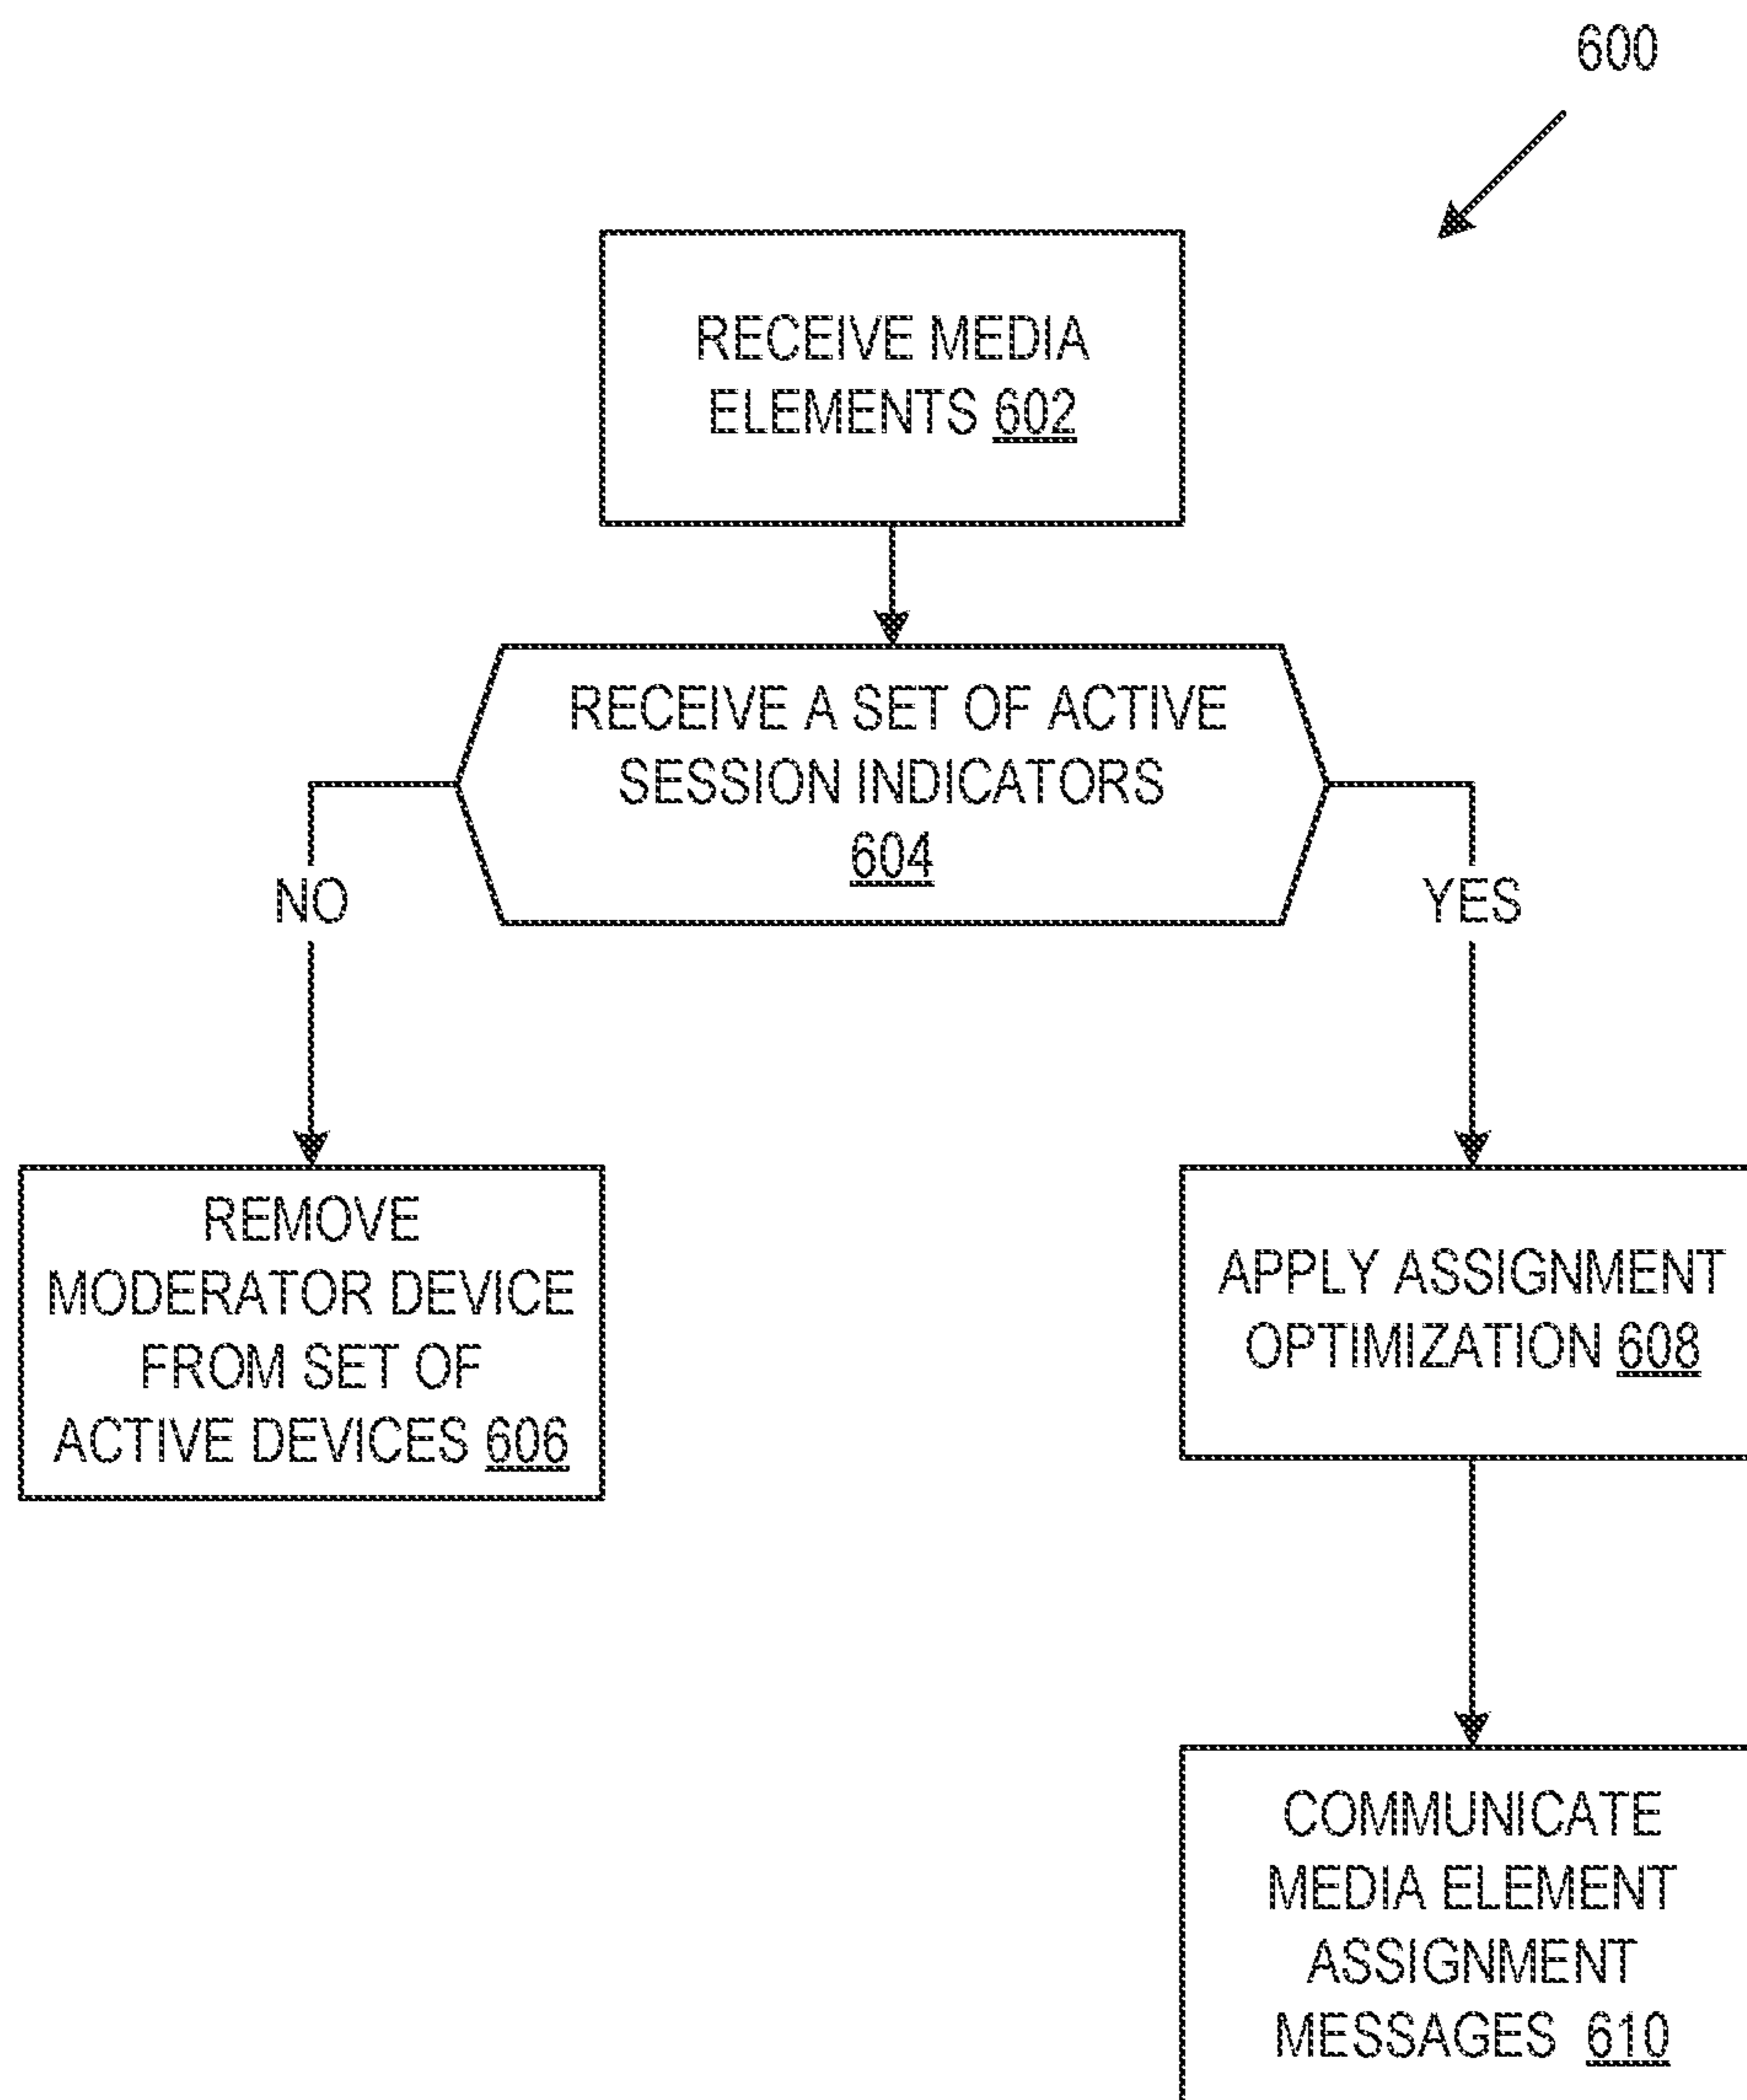 600
RECEIVE MEDIA
ELEMENTS 602
RECEIVE A SET OF ACTIVE
SESSION INDICATORS
604
NO
YES
REMOVE
MODERATOR DEVICE
FROM SET OF
ACTIVE DEVICES 606
APPLY ASSIGNMENT
OPTIMIZATION 608
COMMUNICATE
MEDIA ELEMENT
ASSIGNMENT
MESSAGES 610